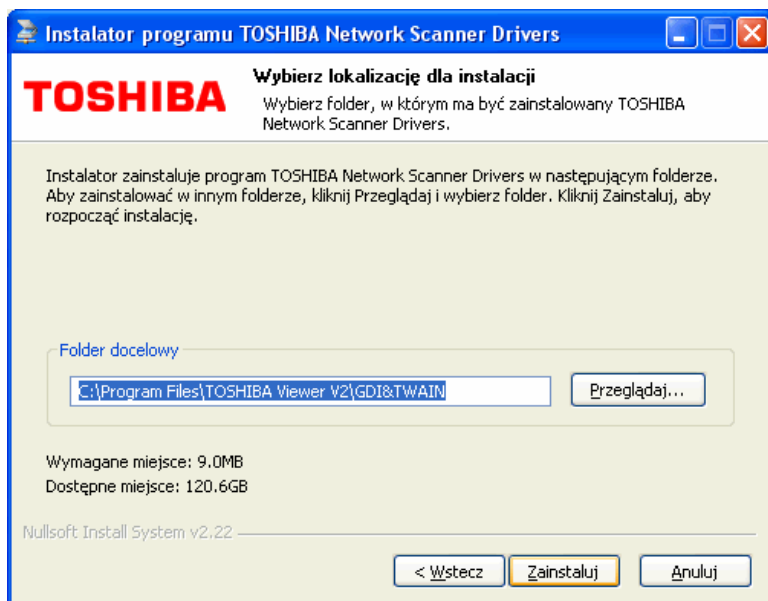 Instalator programu TOSHIBA Network Scanner Drivers
TOSHIBA
Wybierz lokalizację dla instalacji
Wybierz folder, w którym ma być zainstalowany TOSHIBA
Network Scanner Drivers.
Instalator zainstaluje program TOSHIBA Network Scanner Drivers w następującym folderze.
Aby zainstalować w innym folderze, kliknij Przeglądaj i wybierz folder. Kliknij Zainstaluj, aby
rozpocząć instalację.
Folder docelowy
C:\Program Files\TOSHIBA Viewer V2\GDI&TWAIN
Przeglądaj...
Wymagane miejsce: 9.0MB
Dostępne miejsce: 120.6GB
Nullsoft Install System v2.22
< Wstecz
Zainstaluj
Anuluj